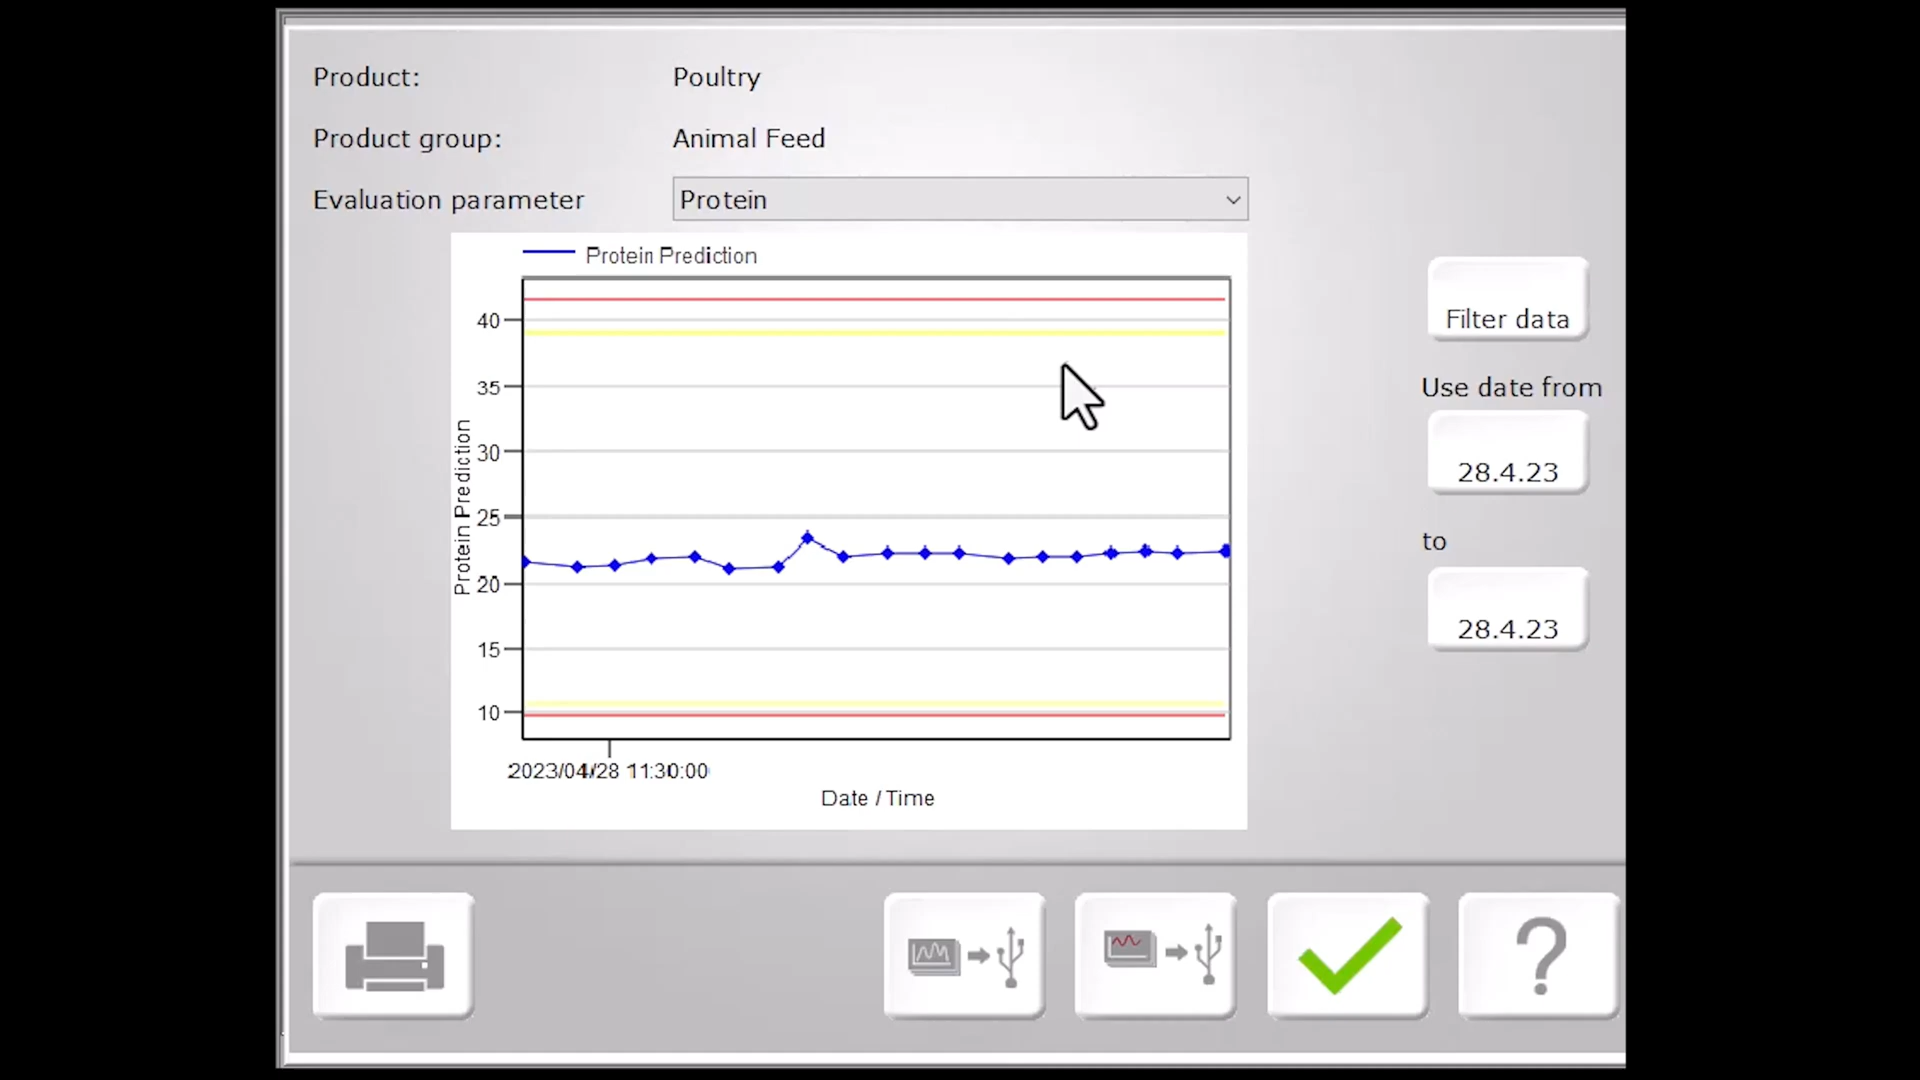 Product: Poultry
Product group: Animal Feed
Evaluation parameter Protein
Protein Prediction
Protein Prediction
40
35
30
25
20
15
10
2023/04/28 11:30:00
Date / Time
Filter data
Use date from
28.4.23
to
28.4.23
?